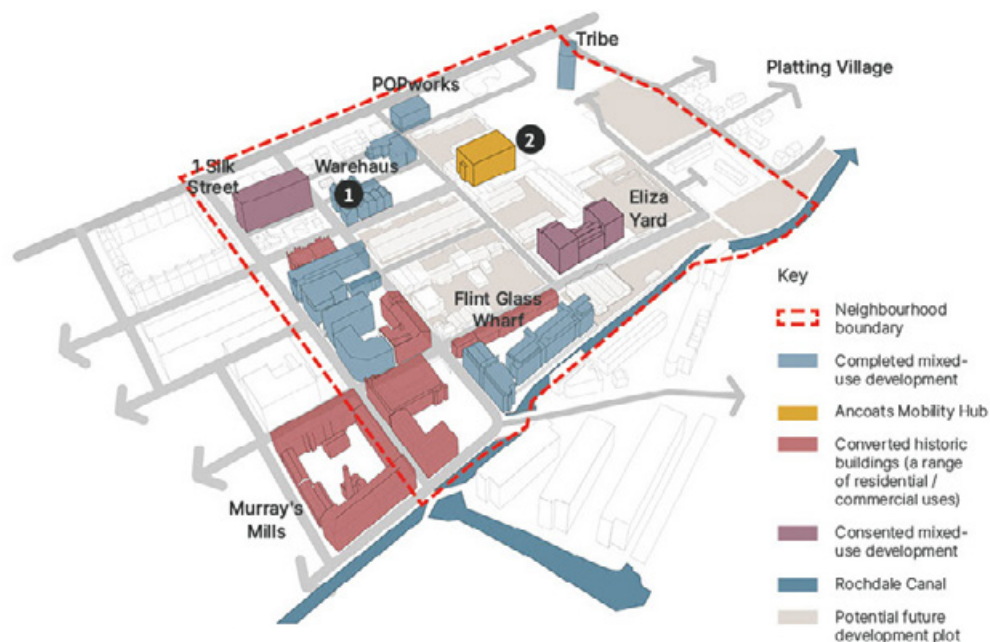 Tribe
Platting Village
POPworks
2
1 Silk
Street
Warehaus
1
Eliza
Yard
Flint Glass
Wharf
Murray's
Mills
Key
Neighbourhood
boundary
Completed mixed-
use development
Ancoats Mobility Hub
Converted historic
buildings (a range
of residential /
commercial uses)
Consented mixed-
use development
Rochdale Canal
Potential future
development plot